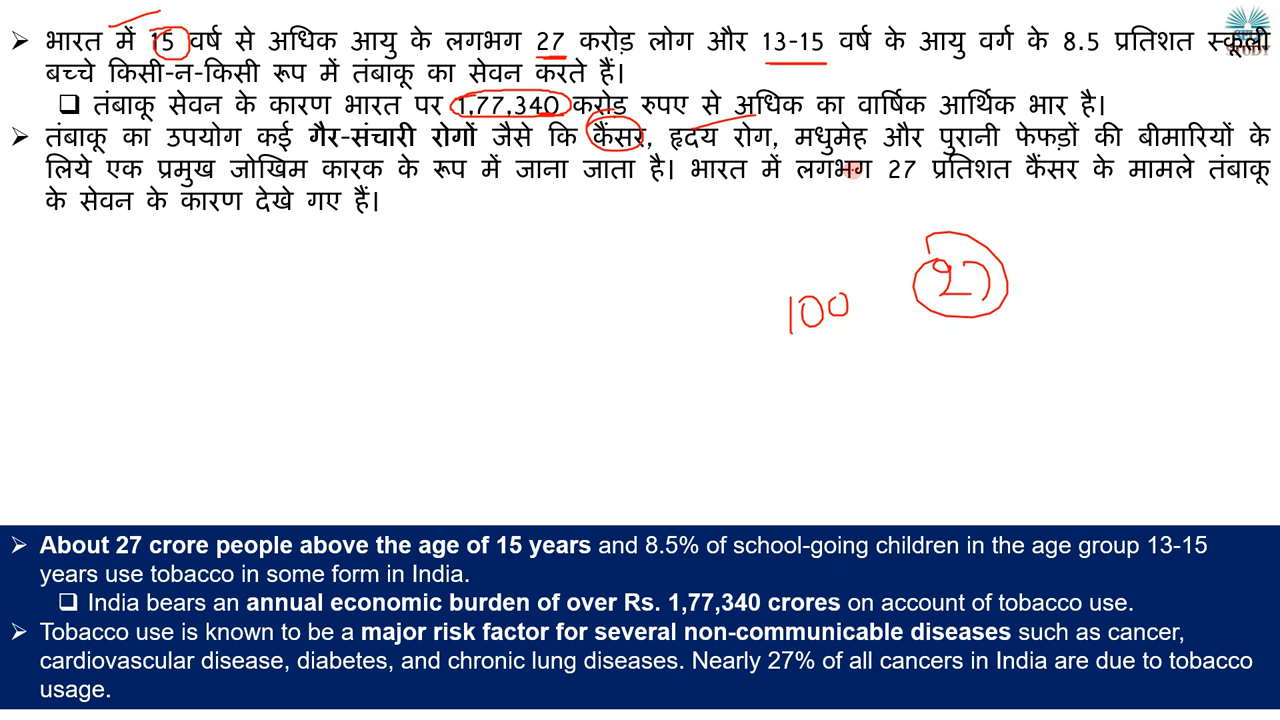 ➢ भारत में 15 वर्ष से अधिक आयु के लगभग 27 करोड़ लोग और 13-15 वर्ष के आयु वर्ग के 8.5 प्रतिशत स्कूली
बच्चे किसी-न-किसी रूप में तंबाकू का सेवन करते हैं।
❑ तंबाकू सेवन के कारण भारत पर 1,77,340 करोड़ रुपए से अधिक का वार्षिक आर्थिक भार है।
➢ तंबाकू का उपयोग कई गैर-संचारी रोगों जैसे कि कैंसर, हृदय रोग, मधुमेह और पुरानी फेफड़ों की बीमारियों के
लिये एक प्रमुख जोखिम कारक के रूप में जाना जाता है। भारत में लगभग 27 प्रतिशत कैंसर के मामले तंबाकू
के सेवन के कारण देखे गए हैं।
100 27
➢ About 27 crore people above the age of 15 years and 8.5% of school-going children in the age group 13-15
years use tobacco in some form in India.
❑ India bears an annual economic burden of over Rs. 1,77,340 crores on account of tobacco use.
➢ Tobacco use is known to be a major risk factor for several non-communicable diseases such as cancer,
cardiovascular disease, diabetes, and chronic lung diseases. Nearly 27% of all cancers in India are due to tobacco
usage.